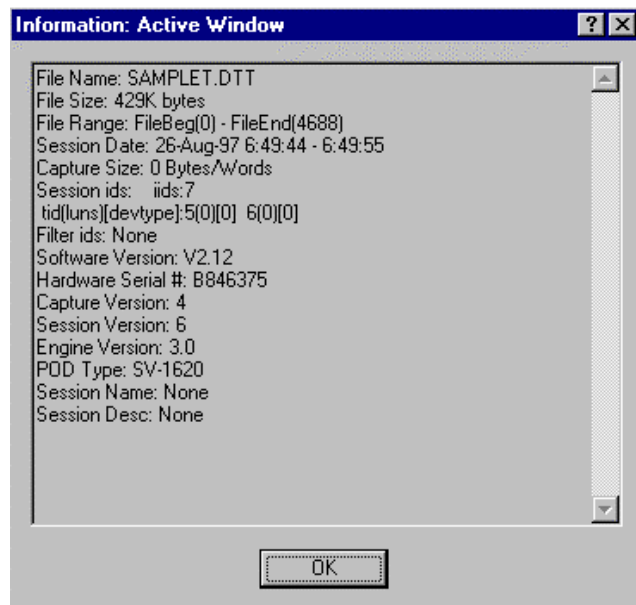 Information: Active Window
File Name: SAMPLET.DTT
File Size: 429K bytes
File Range: FileBeg(0) - FileEnd(4688)
Session Date: 26-Aug-97 6:49:44 - 6:49:55
Capture Size: 0 Bytes/Words
Session ids: iids:7
tid(luns)[devtype]:5(0)[0] 6(0)[0]
Filter ids: None
Software Version: V2.12
Hardware Serial #: B846375
Capture Version: 4
Session Version: 6
Engine Version: 3.0
POD Type: SV-1620
Session Name: None
Session Desc: None
OK